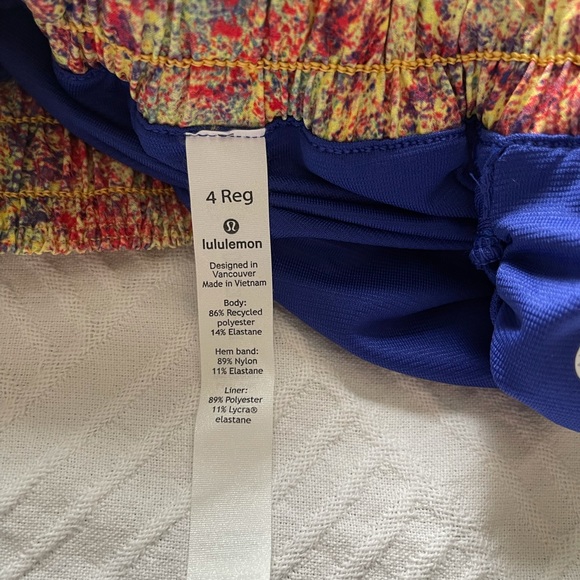 4 Reg
lululemon
Designed in
Vancouver
Made in Vietnam
Body:
86% Recycled
polyester
14% Elastane
Hem band:
89% Nylon
11% Elastane
Liner:
89% Polyester
11% Lycra®
elastane